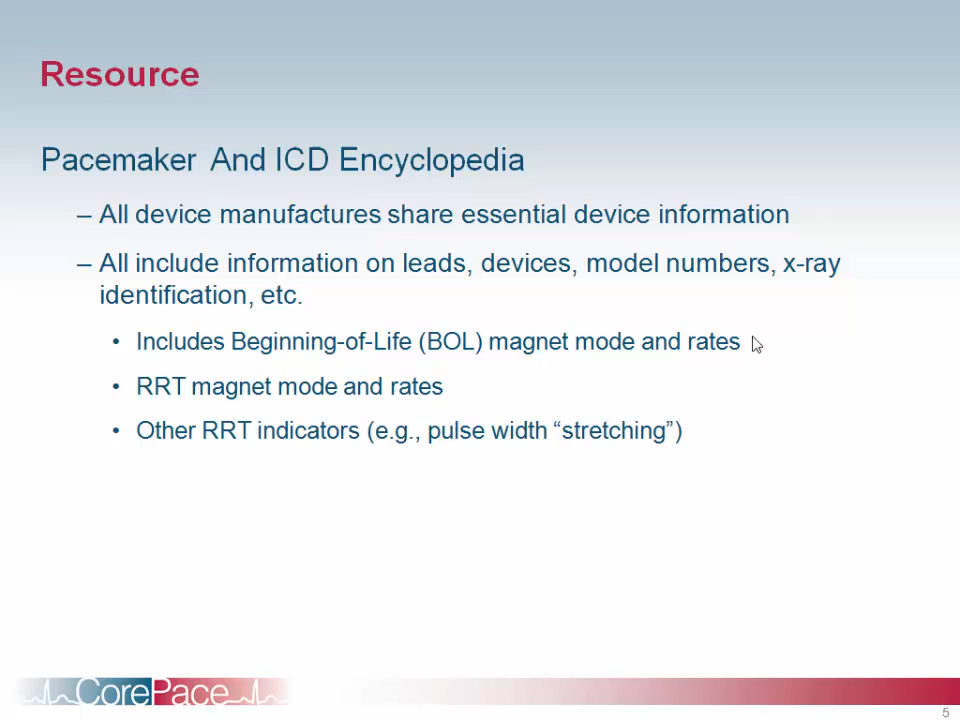 Resource
Pacemaker And ICD Encyclopedia
– All device manufactures share essential device information
– All include information on leads, devices, model numbers, x-ray
identification, etc.
• Includes Beginning-of-Life (BOL) magnet mode and rates
• RRT magnet mode and rates
• Other RRT indicators (e.g., pulse width “stretching”)
CorePace
5